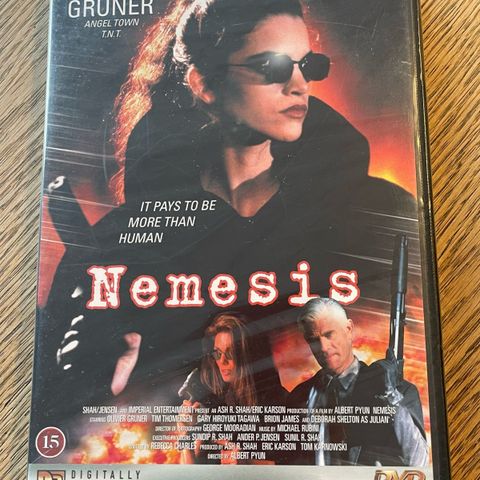 GRUNER
ANGEL TOWN
T.N.T.
IT PAYS TO BE
MORE THAN
HUMAN
Nemesis
SHAH/JENSEN AND IMPERIAL ENTERTAINMENT PRESENT AN ASH R. SHAH/ERIC KARSON PRODUCTION OF A FILM BY ALBERT PYUN NEMESIS
STARRING OLIVIER GRUNER TIM THOMERSEN GARY HIROYUKI TAGAWA BRION JAMES AND DEBORAH SHELTON AS JULIAN
DIRECTOR OF PHOTOGRAPHY GEORGE MOORADIAN MUSIC BY MICHAEL RUBINI
EXECUTIVE PRODUCERS SUNDIP R. SHAH ANDER P. JENSEN SUNIL R. SHAH
BY REBECCA CHARLES PRODUCED BY ASH R. SHAH ERIC KARSON TOM KARNOWSKI
DIRECTED BY ALBERT PYUN
15
DIGITALLY
DVD